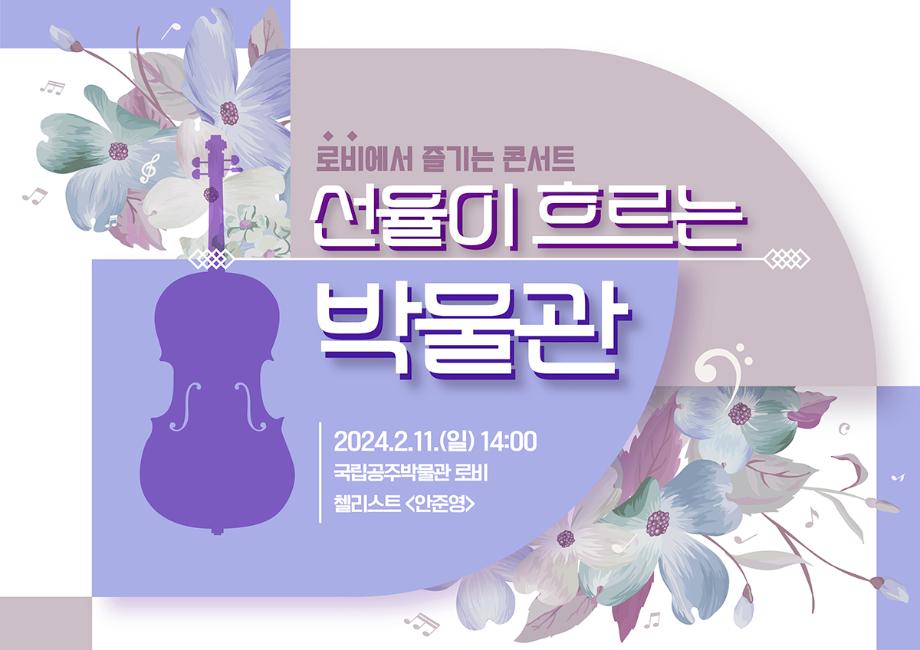 로비에서 즐기는 콘서트
선율이 흐르는
박물관
2024.2.11.(일) 14:00
국립공주박물관 로비
첼리스트 <안준영>